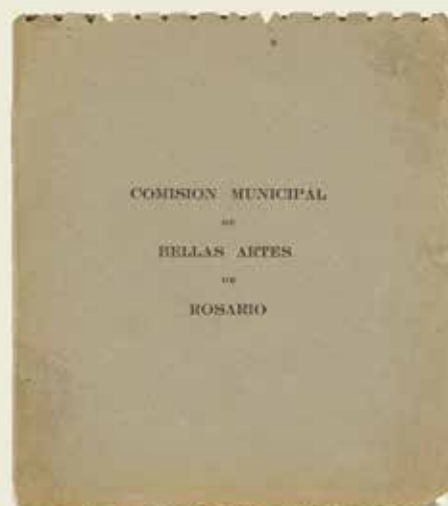 COMISION MUNICIPAL
DE
BELLAS ARTES
DE
ROSARIO